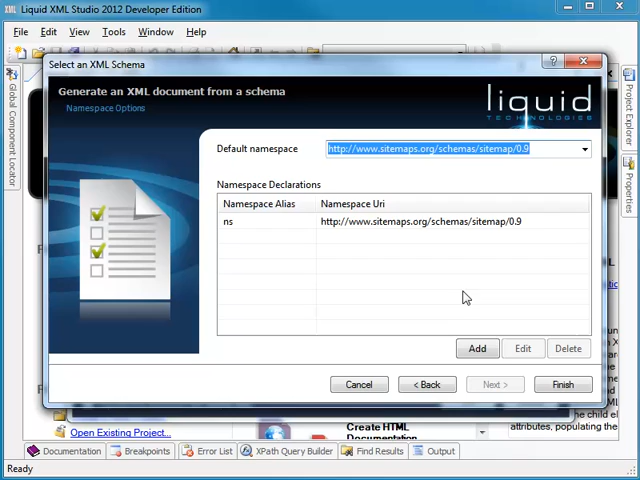 XML Liquid XML Studio 2012 Developer Edition
File Edit View Tools Window Help
Select an XML Schema
Generate an XML document from a schema
Namespace Options
liquid
TECHNOLOGIES
Default namespace http://www.sitemaps.org/schemas/sitemap/0.9
Namespace Declarations
Namespace Alias Namespace Uri
ns http://www.sitemaps.org/schemas/sitemap/0.9
Add Edit Delete
Cancel < Back Next > Finish
Global Component Locator
Project Explorer
Properties
the child el
attributes, populating the
Open Existing Project...
Create HTML
Documentation
Documentation Breakpoints Error List XPath Query Builder Find Results Output
Ready